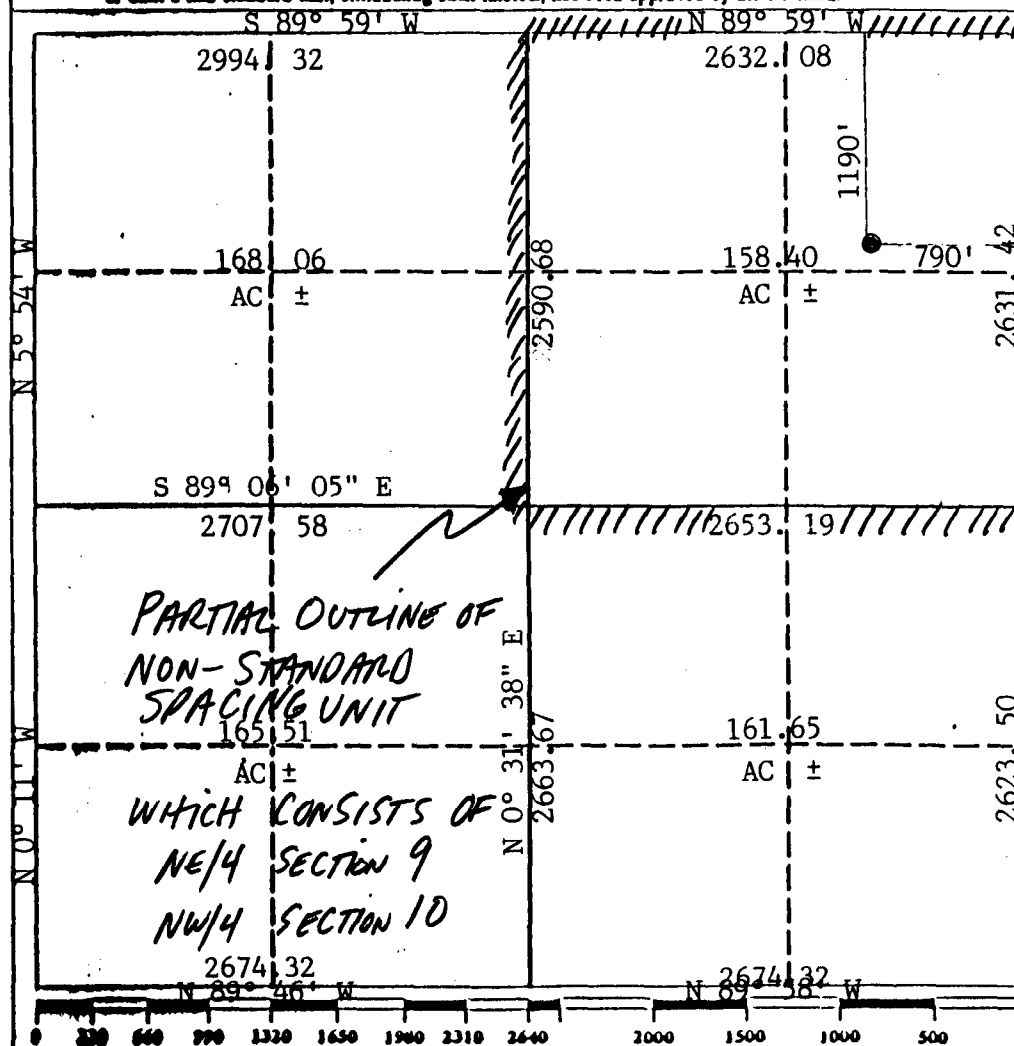 S 89° 59' W
N 89° 59' W
2994. 32
2632. 08
1190'
790'
N 5° 54' W
168 06
AC ±
2590.68
158.40
AC ±
2631. 42
S 89° 06' 05" E
2707 58
2653. 19
PARTIAL OUTLINE OF
NON-STANDARD
SPACING UNIT
165 51
AC ±
WHICH CONSISTS OF
NE/4 SECTION 9
NW/4 SECTION 10
N 0° 31' 38" E
2663.67
161.65
AC ±
2623. 50
N 0° 11' W
2674.32
N 89° 46' W
2674.32
N 89° 58' W
0 330 660 990 1320 1650 1980 2310 2640 2000 1500 1000 500